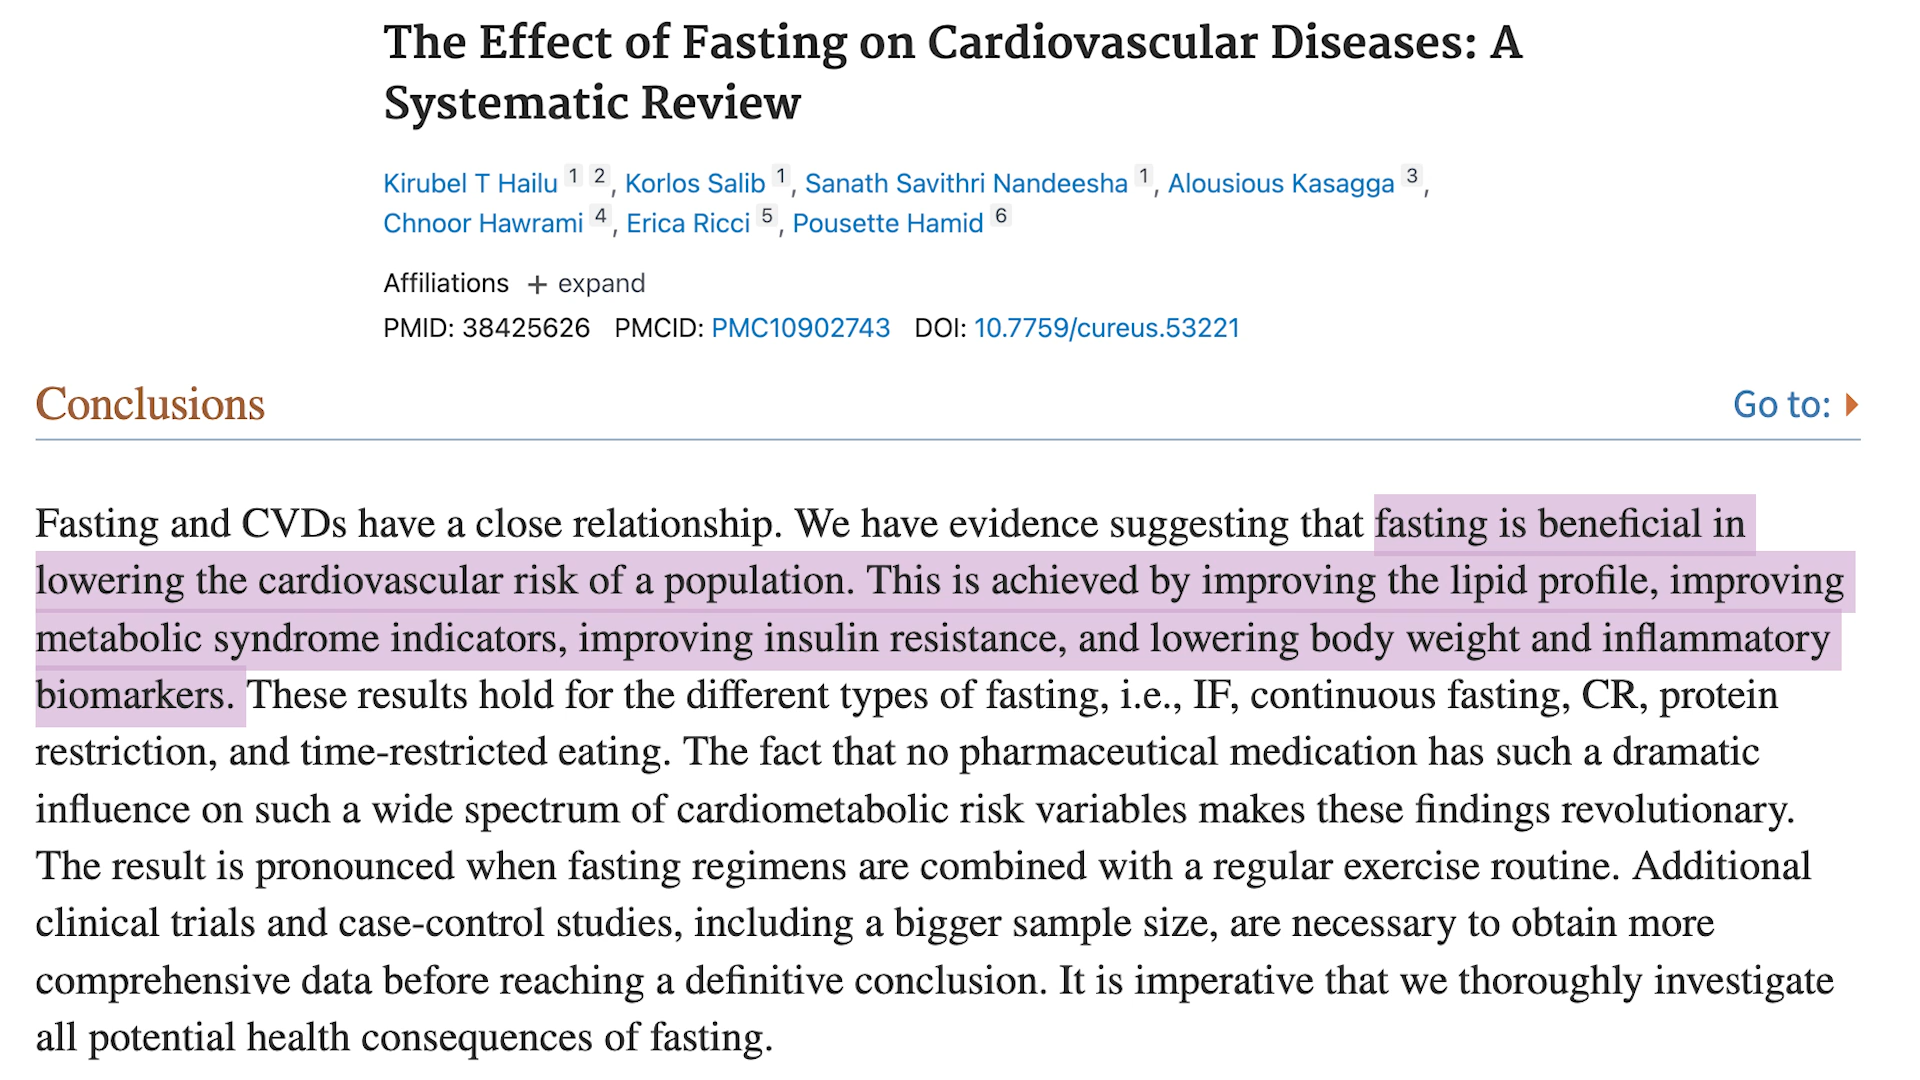 The Effect of Fasting on Cardiovascular Diseases: A
Systematic Review
Kirubel T Hailu 1 2, Korlos Salib 1, Sanath Savithri Nandeesha 1, Alousious Kasagga 3,
Chnoor Hawrami 4, Erica Ricci 5, Pousette Hamid 6
Affiliations + expand
PMID: 38425626 PMCID: PMC10902743 DOI: 10.7759/cureus.53221
Conclusions
Go to:
Fasting and CVDs have a close relationship. We have evidence suggesting that fasting is beneficial in
lowering the cardiovascular risk of a population. This is achieved by improving the lipid profile, improving
metabolic syndrome indicators, improving insulin resistance, and lowering body weight and inflammatory
biomarkers. These results hold for the different types of fasting, i.e., IF, continuous fasting, CR, protein
restriction, and time-restricted eating. The fact that no pharmaceutical medication has such a dramatic
influence on such a wide spectrum of cardiometabolic risk variables makes these findings revolutionary.
The result is pronounced when fasting regimens are combined with a regular exercise routine. Additional
clinical trials and case-control studies, including a bigger sample size, are necessary to obtain more
comprehensive data before reaching a definitive conclusion. It is imperative that we thoroughly investigate
all potential health consequences of fasting.